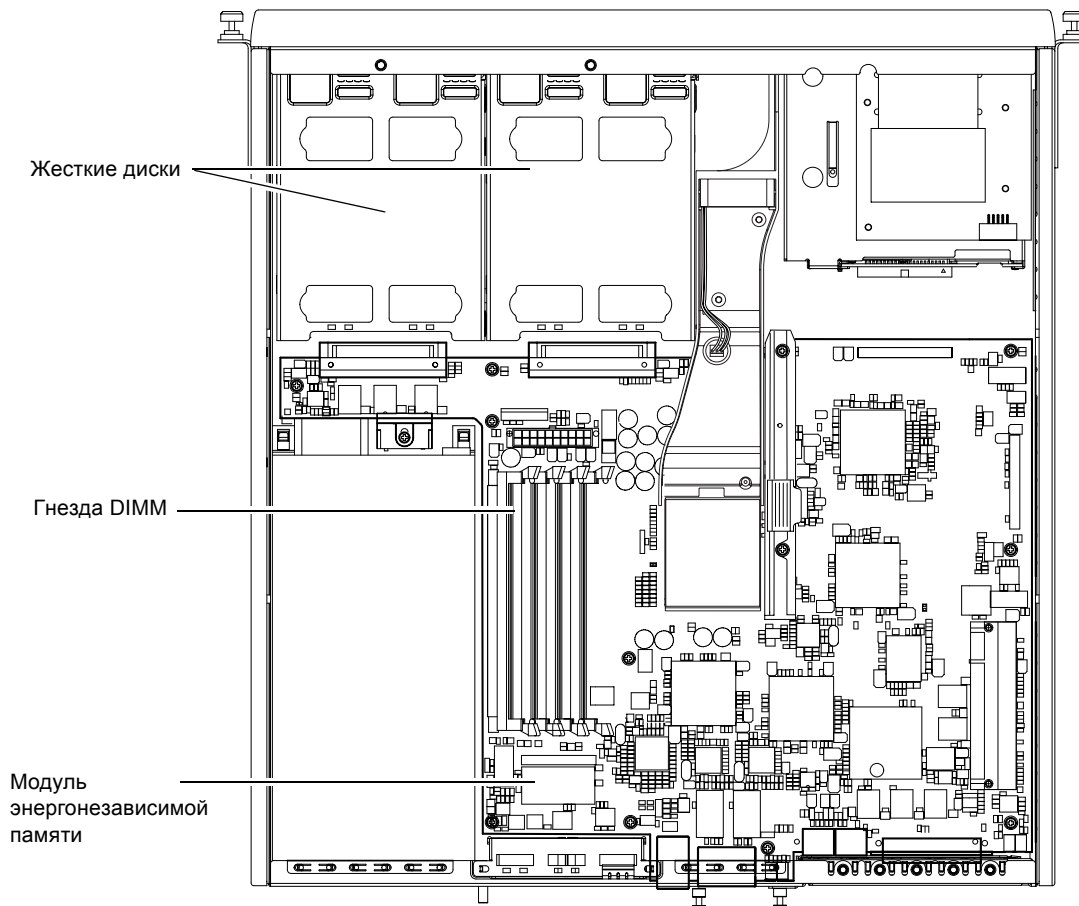 Жесткие диски
Гнезда DIMM
Модуль
энергонезависимой
памяти